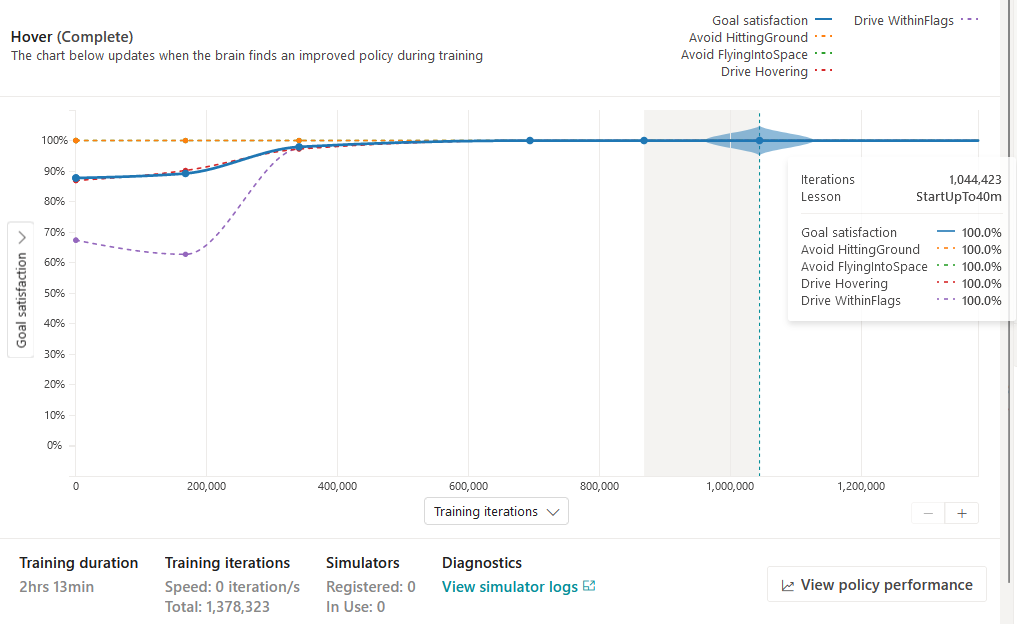 Hover (Complete)
The chart below updates when the brain finds an improved policy during training
Goal satisfaction
Avoid HittingGround
Avoid FlyingIntoSpace
Drive Hovering
Drive WithinFlags
Goal satisfaction
100%
90%
80%
70%
60%
50%
40%
30%
20%
10%
0%
0
200,000
400,000
600,000
800,000
1,000,000
1,200,000
Iterations 1,044,423
Lesson StartUpTo40m
Goal satisfaction 100.0%
Avoid HittingGround 100.0%
Avoid FlyingIntoSpace 100.0%
Drive Hovering 100.0%
Drive WithinFlags 100.0%
Training iterations
− +
Training duration
2hrs 13min
Training iterations
Speed: 0 iteration/s
Total: 1,378,323
Simulators
Registered: 0
In Use: 0
Diagnostics
View simulator logs
View policy performance